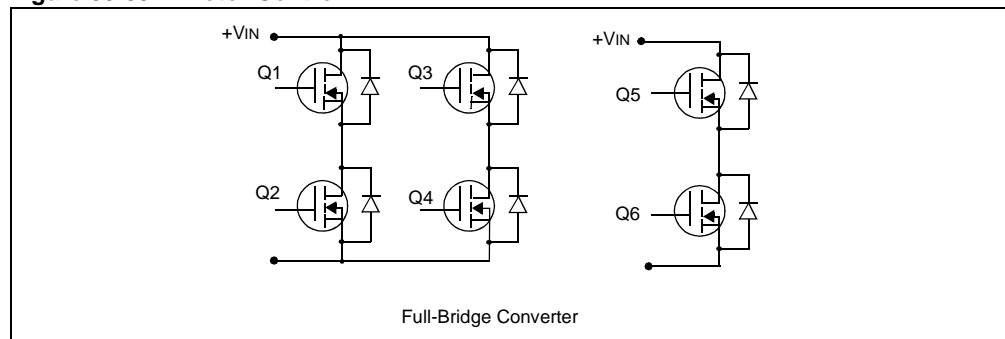 +VIN
+VIN
Q1
Q3
Q5
Q2
Q4
Q6
Full-Bridge Converter